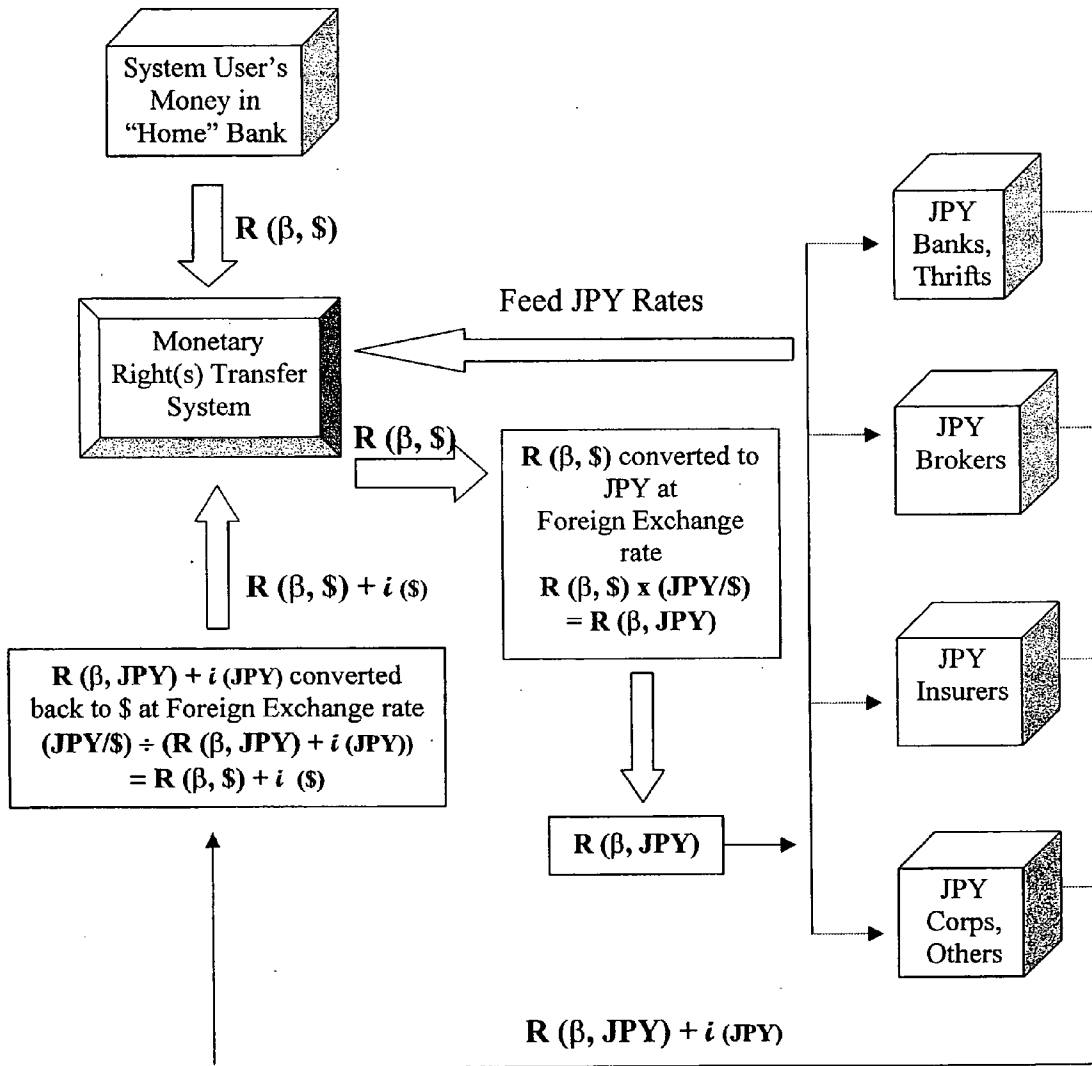 System User's
Money in
“Home” Bank
R (β, $)
Monetary
Right(s) Transfer
System
Feed JPY Rates
R (β, $)
R (β, $) converted to
JPY at
Foreign Exchange
rate
R (β, $) x (JPY/$)
= R (β, JPY)
R (β, JPY)
JPY
Banks,
Thrifts
JPY
Brokers
JPY
Insurers
JPY
Corps,
Others
R (β, JPY) + i (JPY)
R (β, JPY) + i (JPY) converted
back to $ at Foreign Exchange rate
(JPY/$) ÷ (R (β, JPY) + i (JPY))
= R (β, $) + i ($)
R (β, $) + i ($)